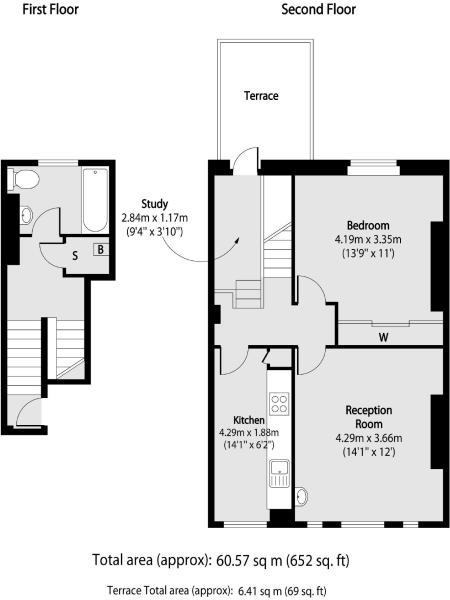 First Floor
Second Floor
Terrace
Study
2.84m x 1.17m
(9'4" x 3'10")
B
S
Bedroom
4.19m x 3.35m
(13'9" x 11')
W
Kitchen
4.29m x 1.88m
(14'1" x 6'2")
Reception
Room
4.29m x 3.66m
(14'1" x 12')
Total area (approx): 60.57 sq m (652 sq. ft)
Terrace Total area (approx): 6.41 sq m (69 sq. ft)